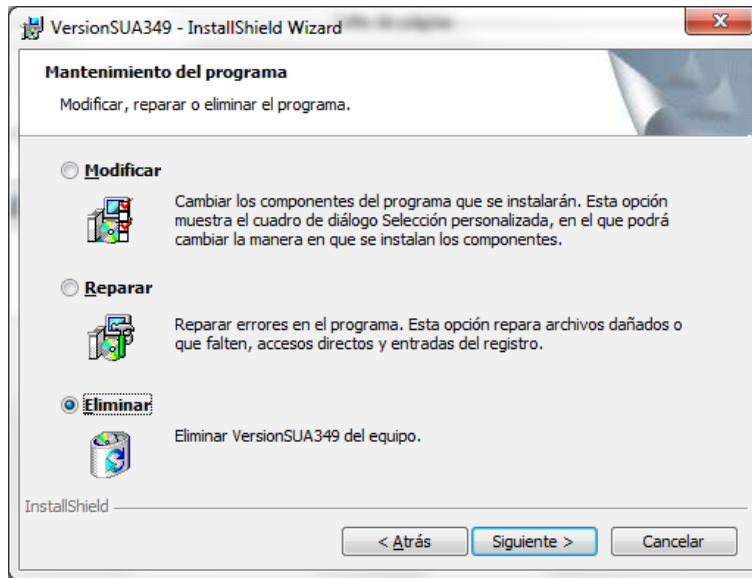 VersionSUA349 - InstallShield Wizard
Mantenimiento del programa
Modificar, reparar o eliminar el programa.
Modificar
Cambiar los componentes del programa que se instalarán. Esta opción
muestra el cuadro de diálogo Selección personalizada, en el que podrá
cambiar la manera en que se instalan los componentes.
Reparar
Reparar errores en el programa. Esta opción repara archivos dañados o
que falten, accesos directos y entradas del registro.
Eliminar
Eliminar VersionSUA349 del equipo.
InstallShield
< Atrás
Siguiente >
Cancelar